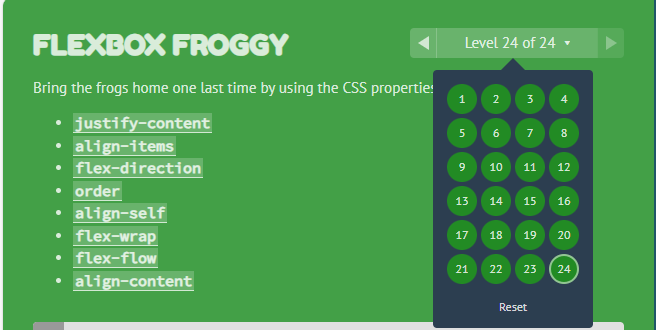 FLEXBOX FROGGY
Level 24 of 24
Bring the frogs home one last time by using the CSS properties
justify-content
align-items
flex-direction
order
align-self
flex-wrap
flex-flow
align-content
1 2 3 4
5 6 7 8
9 10 11 12
13 14 15 16
17 18 19 20
21 22 23 24
Reset